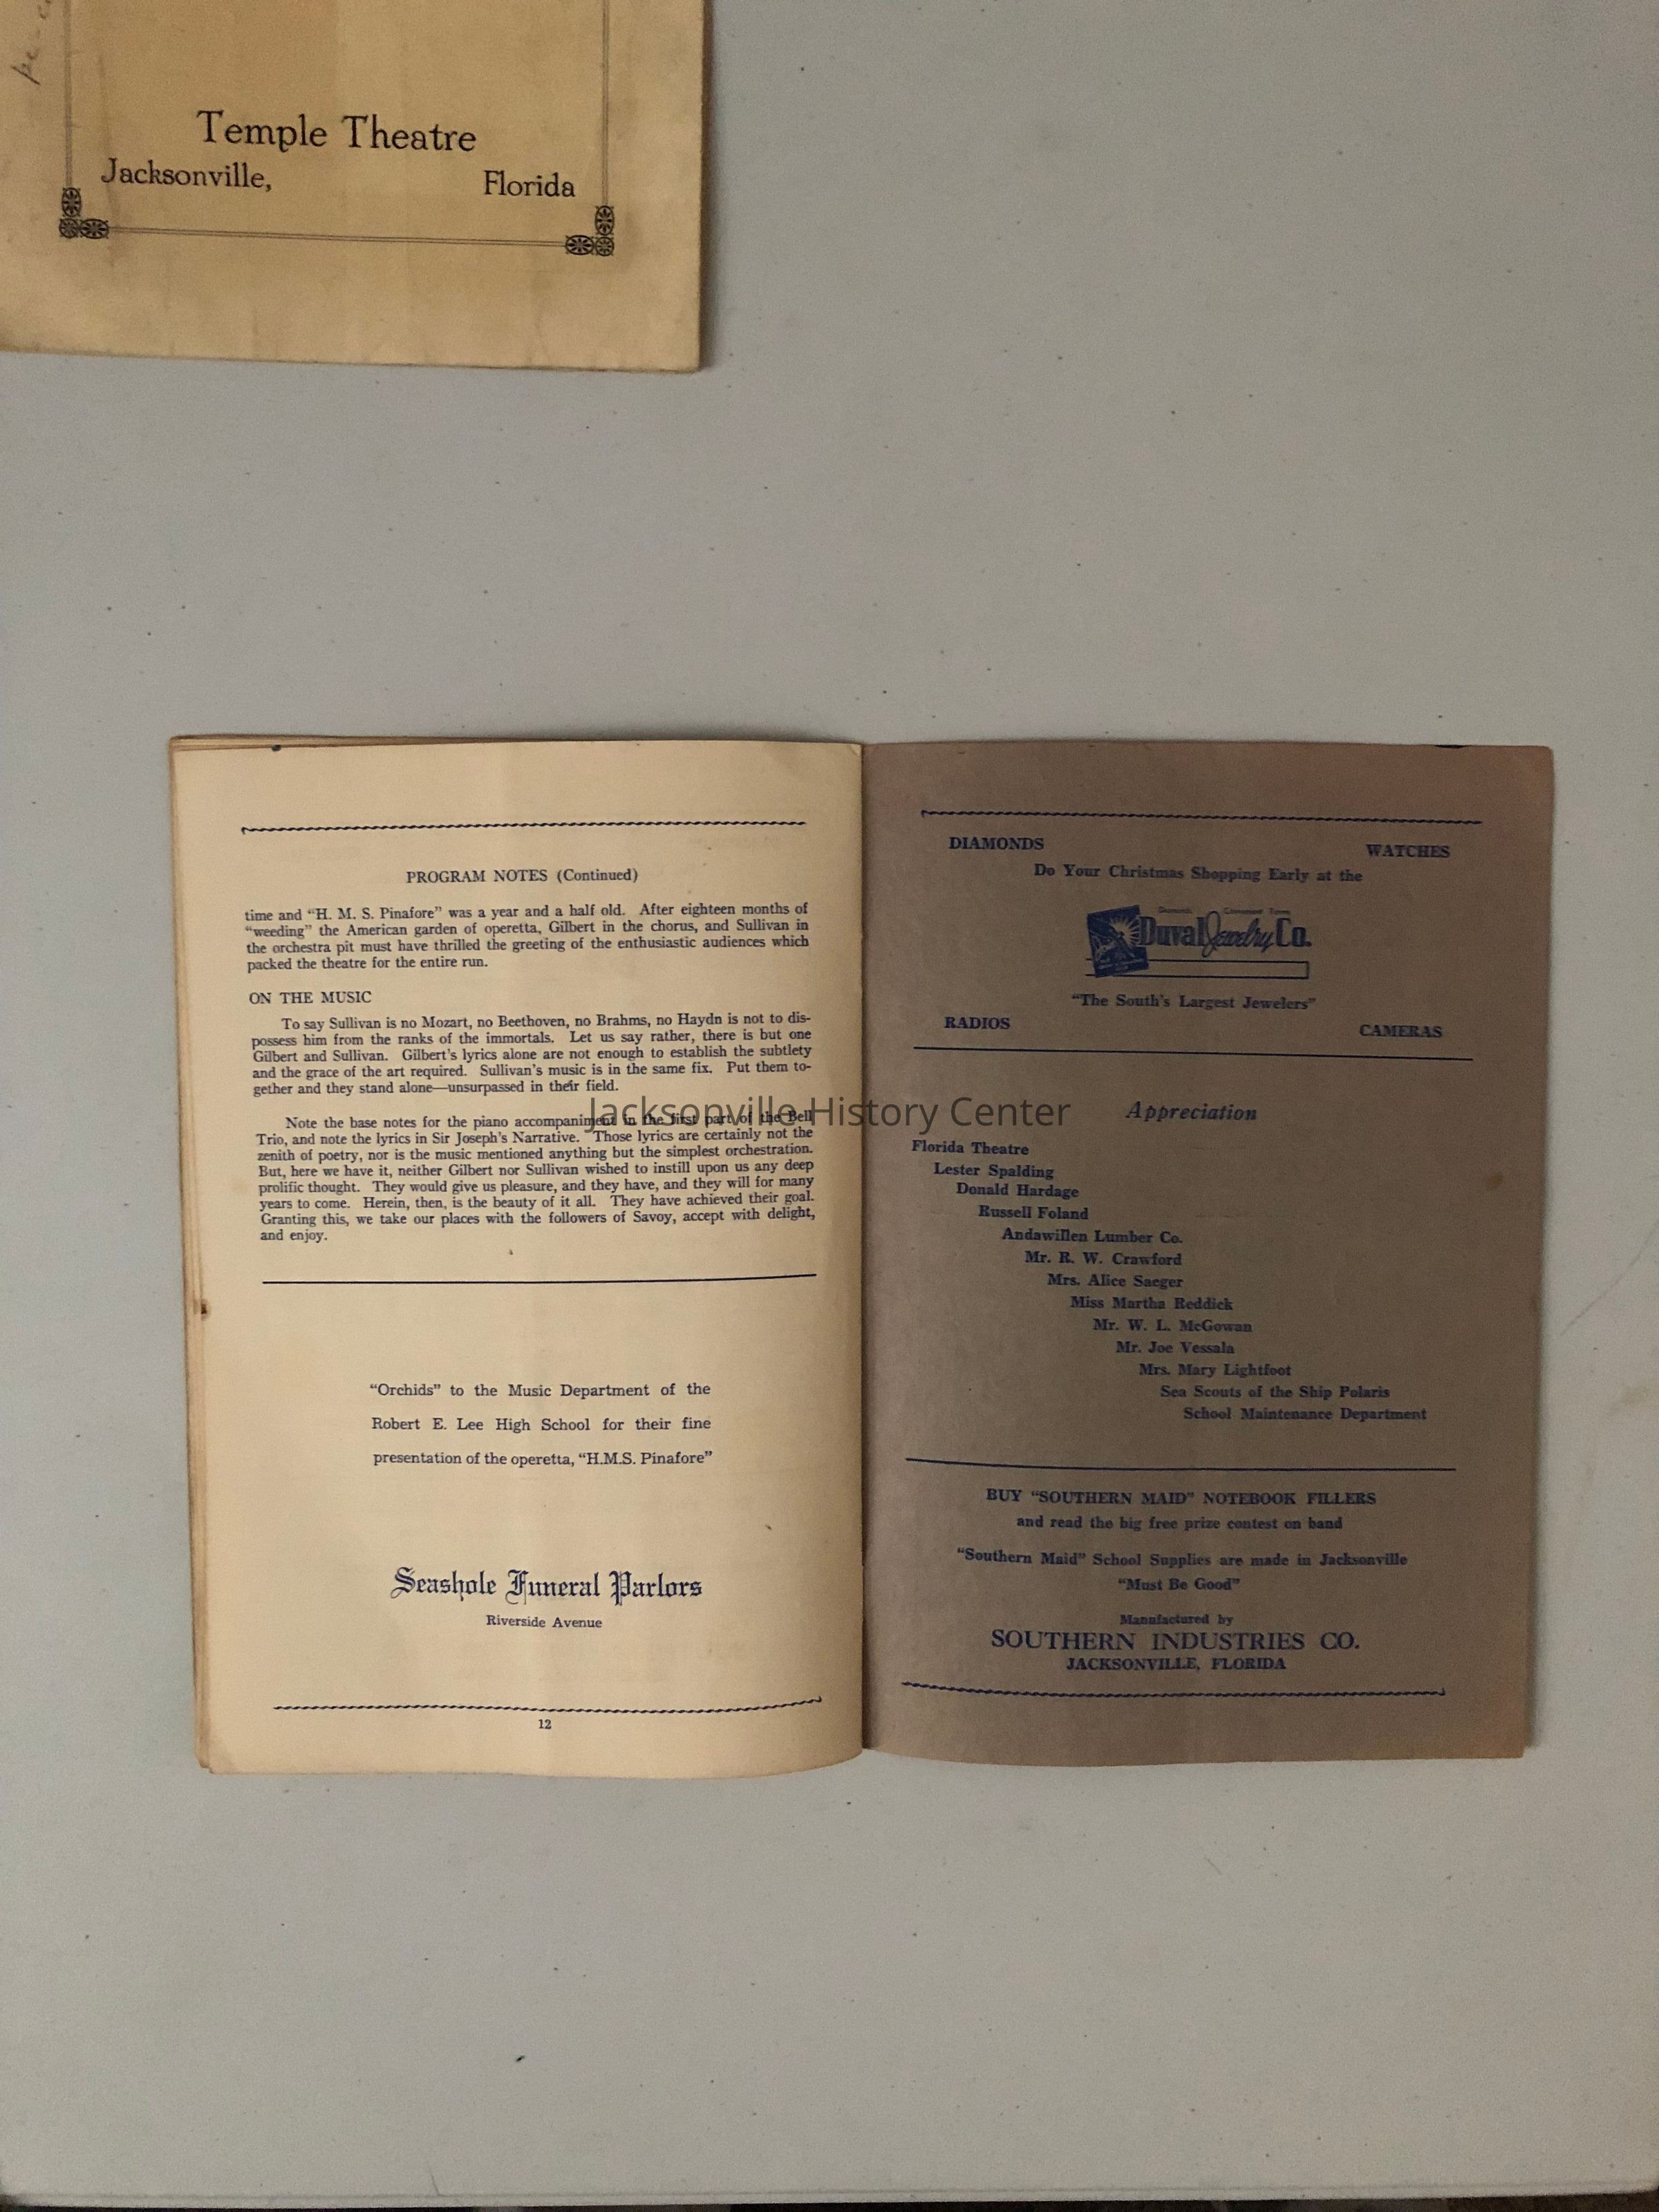 Temple Theatre
Jacksonville, Florida
PROGRAM NOTES (Continued)
time and “H. M. S. Pinafore” was a year and a half old. After eighteen months of
“weeding” the American garden of operetta, Gilbert in the chorus, and Sullivan in
the orchestra pit must have thrilled the greeting of the enthusiastic audiences which
packed the theatre for the entire run.
ON THE MUSIC
To say Sullivan is no Mozart, no Beethoven, no Brahms, no Haydn is not to dis-
possess him from the ranks of the immortals. Let us say rather, there is but one
Gilbert and Sullivan. Gilbert’s lyrics alone are not enough to establish the subtlety
and the grace of the art required. Sullivan’s music is in the same fix. Put them to-
gether and they stand alone—unsurpassed in their field.
Note the base notes for the piano accompaniment in the first part of the Bell
Trio, and note the lyrics in Sir Joseph’s Narrative. Those lyrics are certainly not the
zenith of poetry, nor is the music mentioned anything but the simplest orchestration.
But, here we have it, neither Gilbert nor Sullivan wished to instill upon us any deep
prolific thought. They would give us pleasure, and they have, and they will for many
years to come. Herein, then, is the beauty of it all. They have achieved their goal.
Granting this, we take our places with the followers of Savoy, accept with delight,
and enjoy.
“Orchids” to the Music Department of the
Robert E. Lee High School for their fine
presentation of the operetta, “H.M.S. Pinafore”
Seashole Funeral Parlors
Riverside Avenue
12
DIAMONDS WATCHES
Do Your Christmas Shopping Early at the
Duval Jewelry Co.
“The South’s Largest Jewelers”
RADIOS CAMERAS
Appreciation
Florida Theatre
Lester Spalding
Donald Hardage
Russell Foland
Andawillen Lumber Co.
Mr. R. W. Crawford
Mrs. Alice Saeger
Miss Martha Reddick
Mr. W. L. McGowan
Mr. Joe Vessala
Mrs. Mary Lightfoot
Sea Scouts of the Ship Polaris
School Maintenance Department
BUY “SOUTHERN MAID” NOTEBOOK FILLERS
and read the big free prize contest on band
“Southern Maid” School Supplies are made in Jacksonville
“Must Be Good”
Manufactured by
SOUTHERN INDUSTRIES CO.
JACKSONVILLE, FLORIDA
Jacksonville History Center